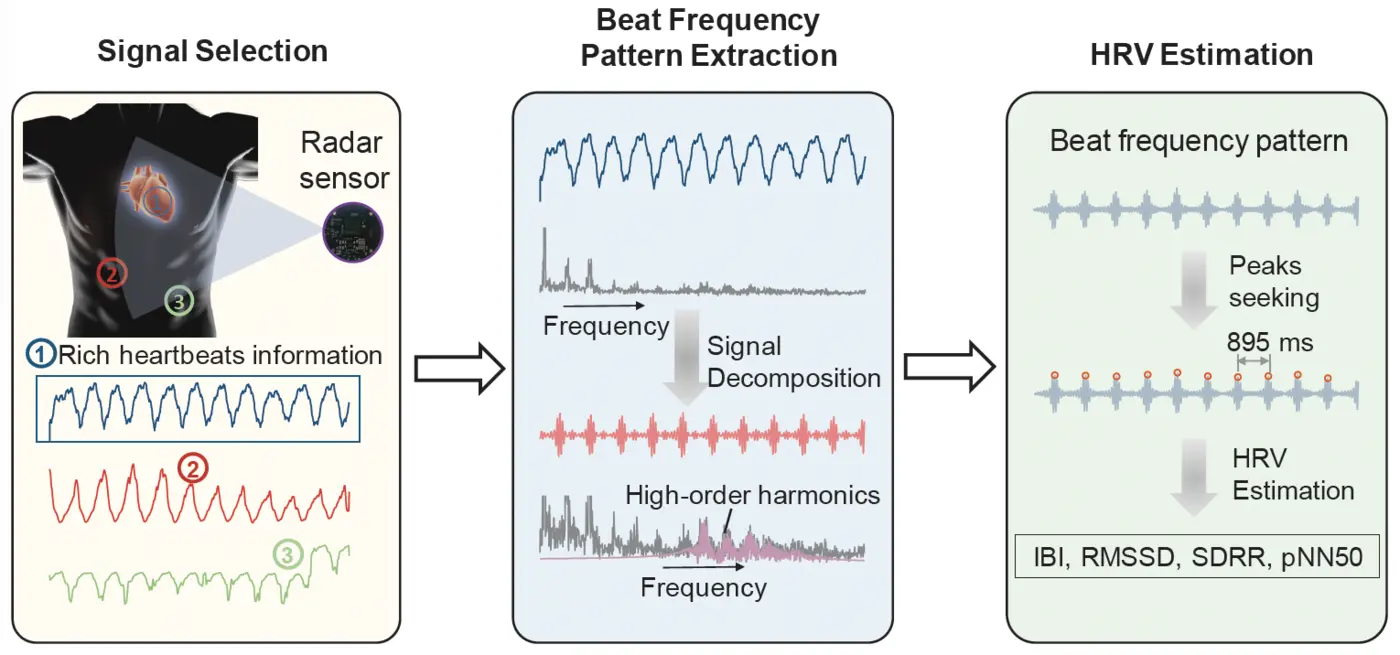 Signal Selection
Radar
sensor
1
2
3
1 Rich heartbeats information
2
3
Beat Frequency
Pattern Extraction
Frequency
Signal
Decomposition
High-order harmonics
Frequency
HRV Estimation
Beat frequency pattern
Peaks
seeking
895 ms
HRV
Estimation
IBI, RMSSD, SDRR, pNN50